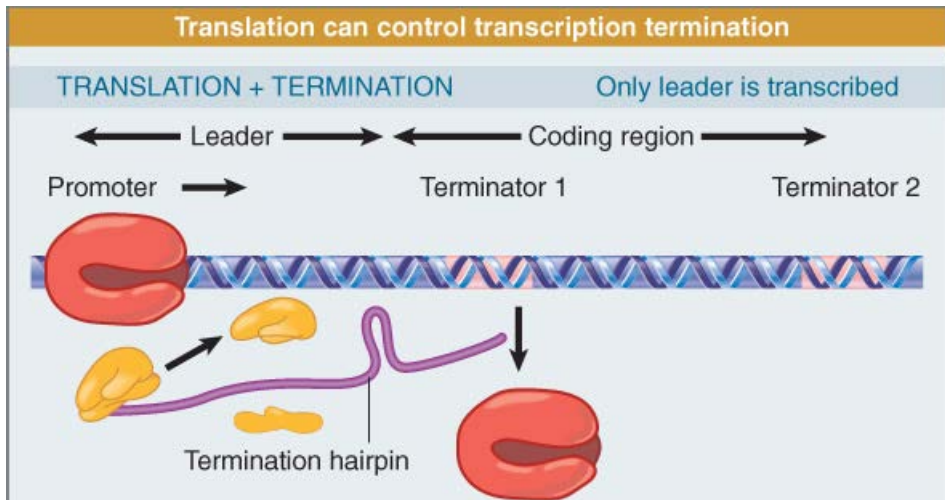 Translation can control transcription termination
TRANSLATION + TERMINATION Only leader is transcribed
Leader Coding region
Promoter Terminator 1 Terminator 2
Termination hairpin